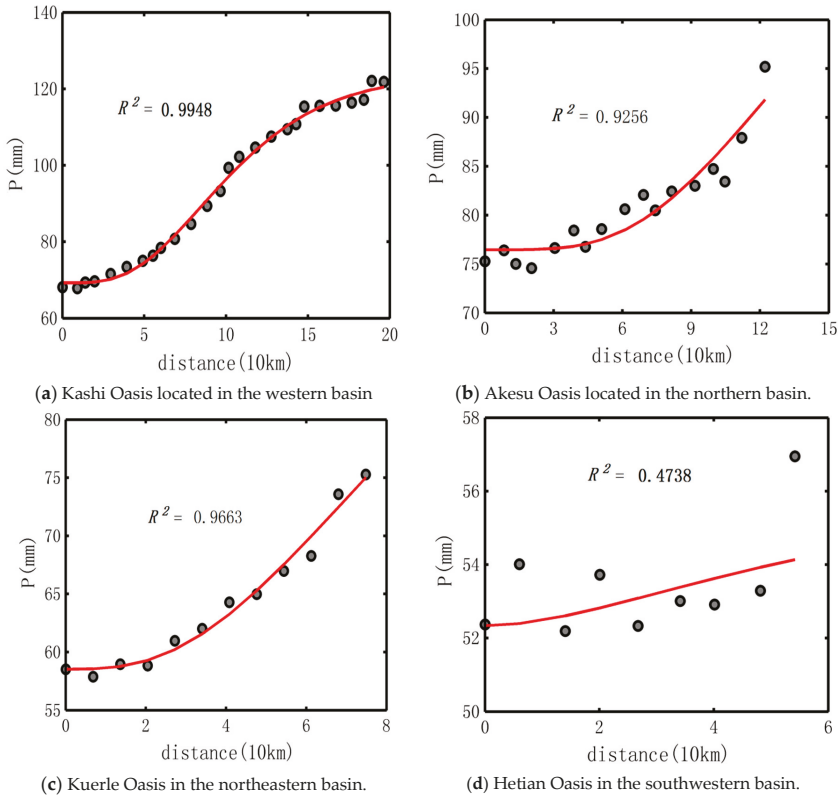 140
120
100
80
60
P(mm)
R² = 0.9948
0 5 10 15 20
distance(10km)
(a) Kashi Oasis located in the western basin
100
95
90
85
80
75
70
P(mm)
R² = 0.9256
0 3 6 9 12 15
distance(10km)
(b) Akesu Oasis located in the northern basin.
80
75
70
65
60
55
P(mm)
R² = 0.9663
0 2 4 6 8
distance(10km)
(c) Kuerle Oasis in the northeastern basin.
58
56
54
52
50
P(mm)
R² = 0.4738
0 2 4 6
distance(10km)
(d) Hetian Oasis in the southwestern basin.